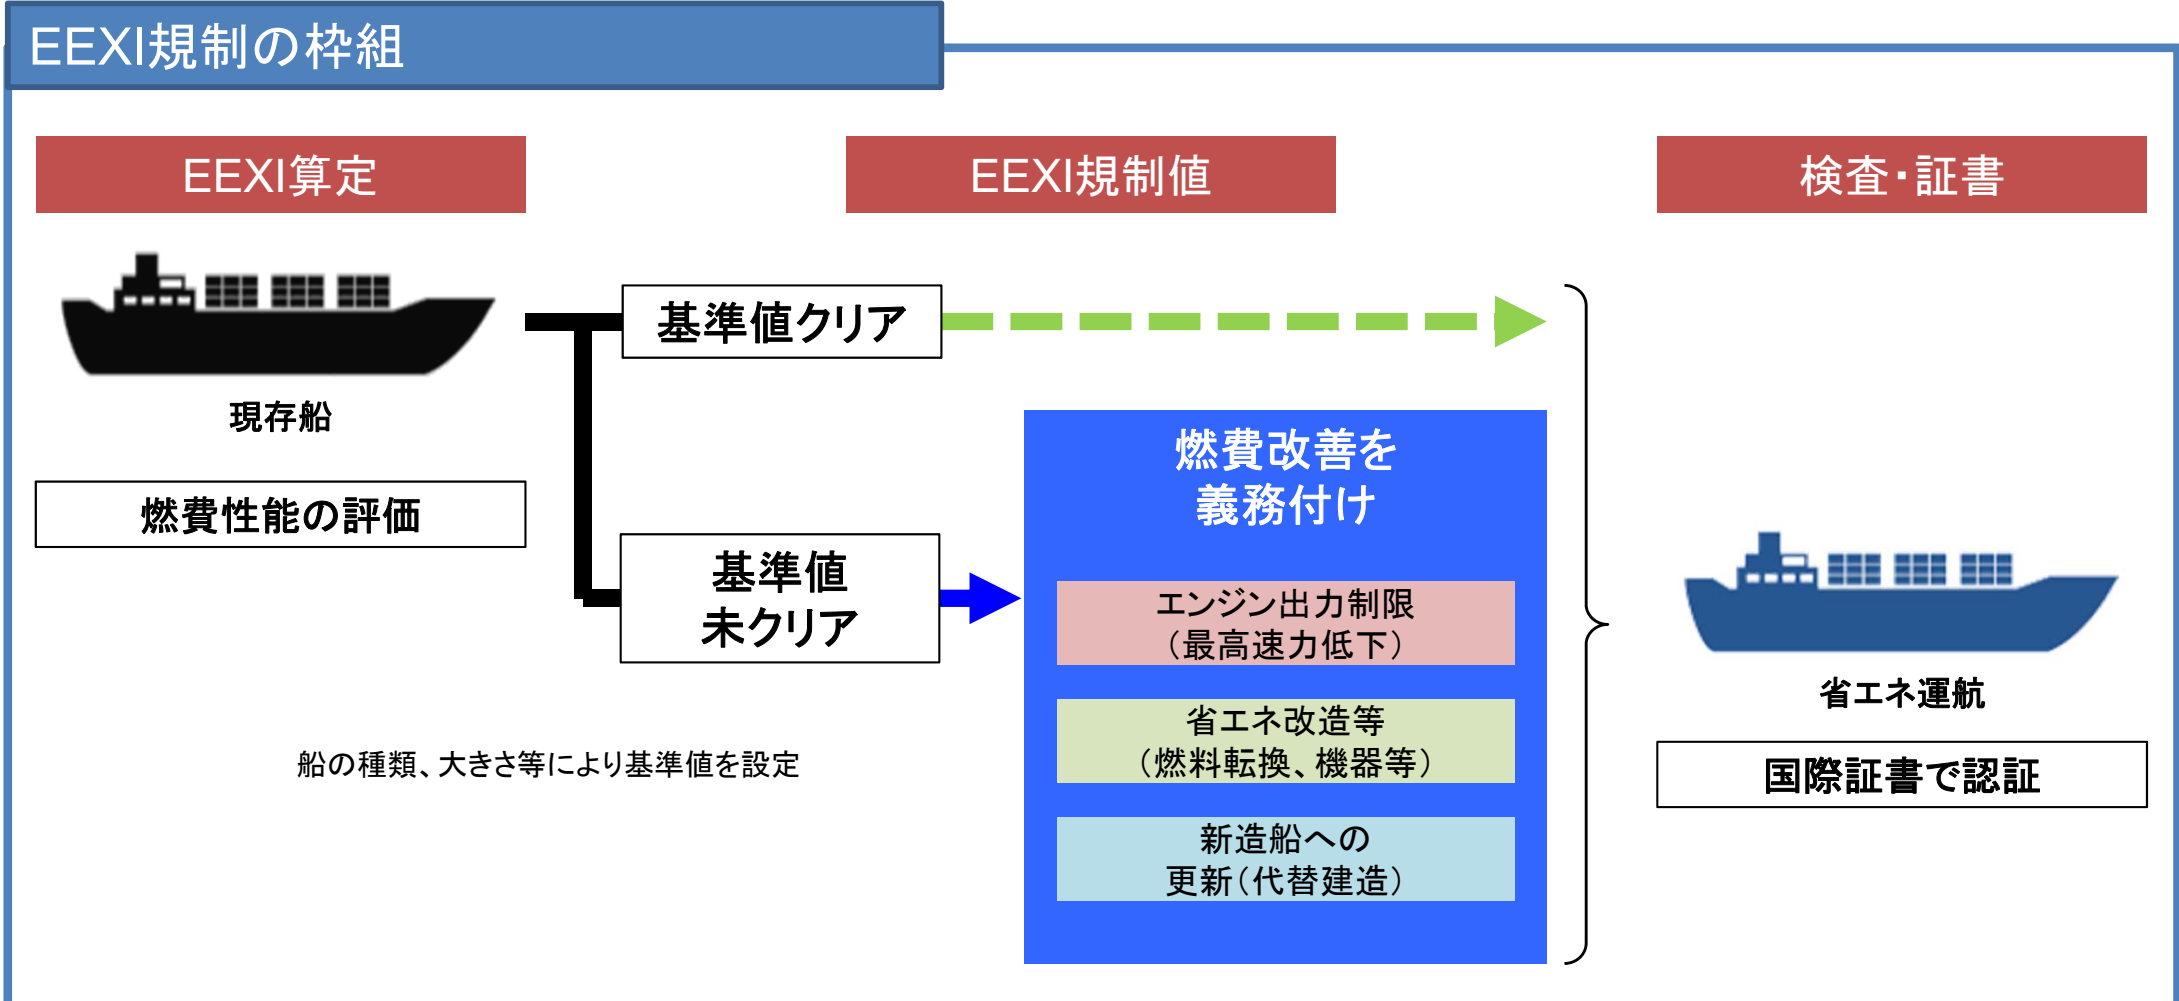 EEXI規制の枠組
EEXI算定
EEXI規制値
検査・証書
現存船
燃費性能の評価
基準値クリア
基準値
未クリア
船の種類、大きさ等により基準値を設定
燃費改善を
義務付け
エンジン出力制限
（最高速力低下）
省エネ改造等
（燃料転換、機器等）
新造船への
更新（代替建造）
省エネ運航
国際証書で認証